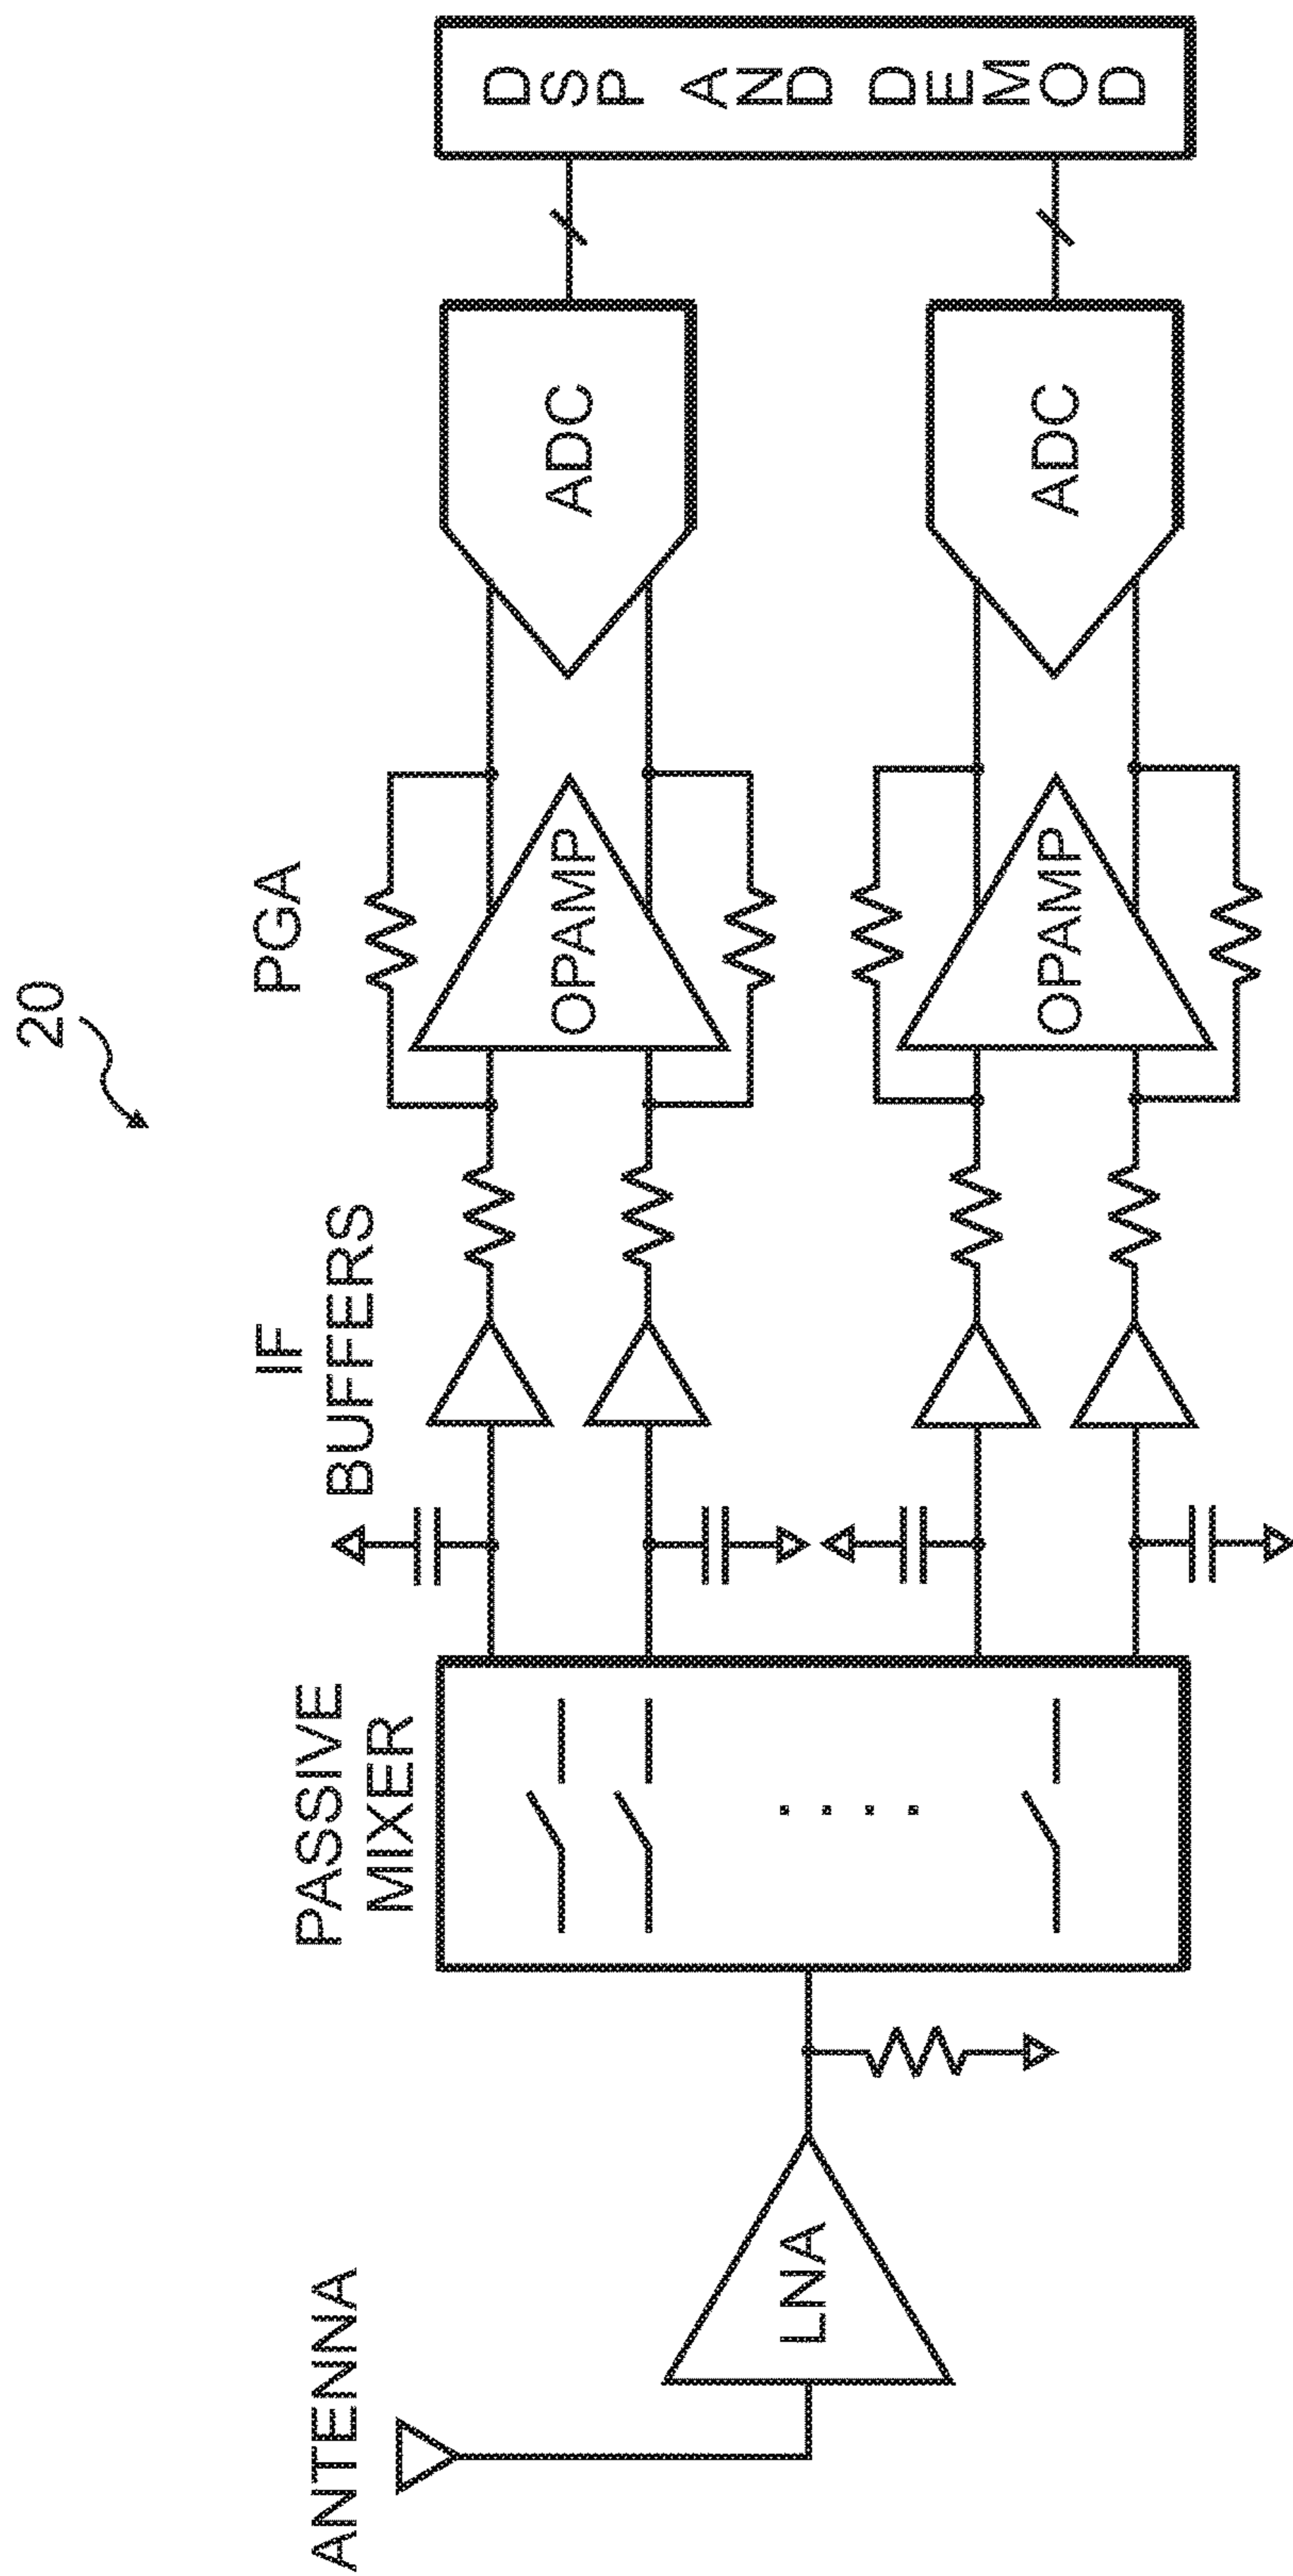 20
ANTENNA
LNA
PASSIVE
MIXER
IF
BUFFERS
PGA
OPAMP
OPAMP
ADC
ADC
DSP AND DEMOD